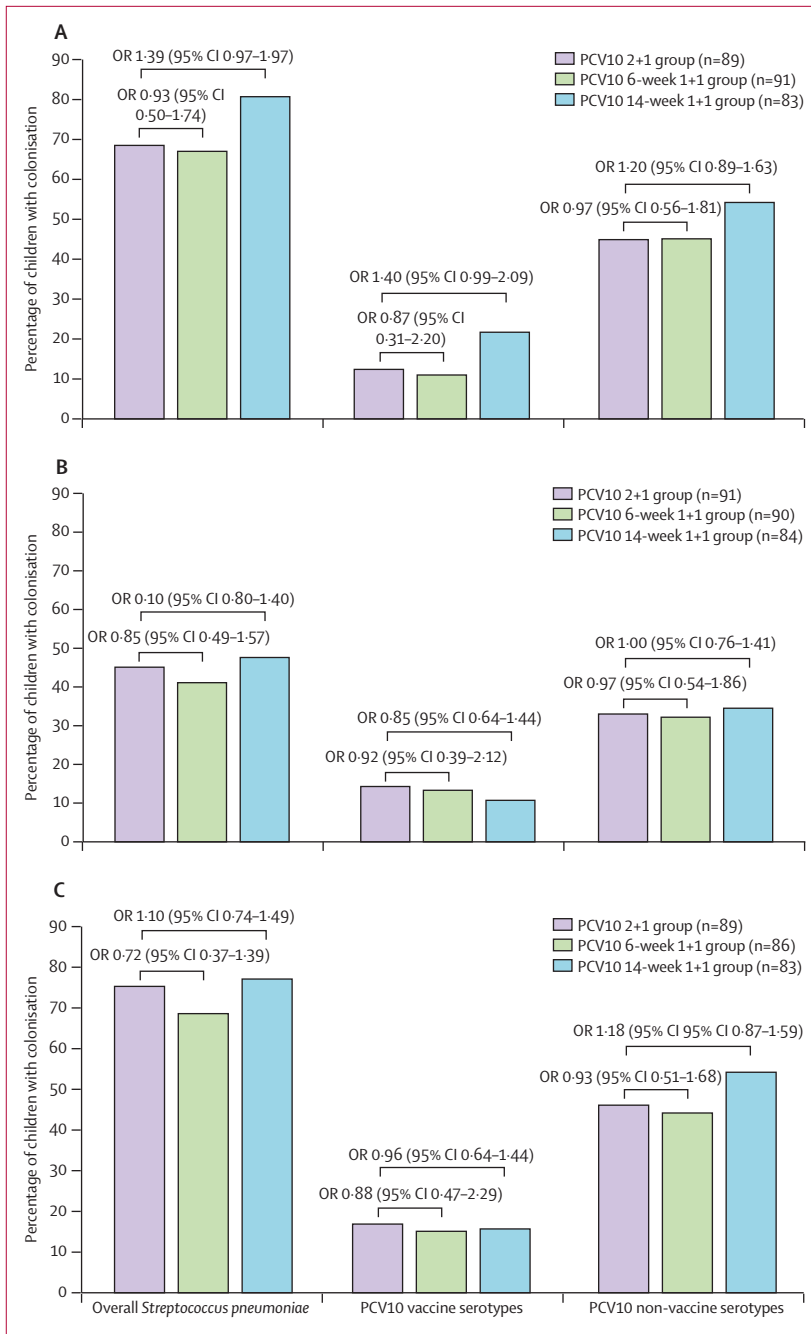 A
Percentage of children with colonisation
90
80
70
60
50
40
30
20
10
0
PCV10 2+1 group (n=89)
PCV10 6-week 1+1 group (n=91)
PCV10 14-week 1+1 group (n=83)
OR 1·39 (95% CI 0·97–1·97)
OR 0·93 (95% CI
0·50–1·74)
OR 1·40 (95% CI 0·99–2·09)
OR 0·87 (95% CI
0·31–2·20)
OR 1·20 (95% CI 0·89–1·63)
OR 0·97 (95% CI 0·56–1·81)
B
Percentage of children with colonisation
90
80
70
60
50
40
30
20
10
0
PCV10 2+1 group (n=91)
PCV10 6-week 1+1 group (n=90)
PCV10 14-week 1+1 group (n=84)
OR 0·10 (95% CI 0·80–1·40)
OR 0·85 (95% CI 0·49–1·57)
OR 0·85 (95% CI 0·64–1·44)
OR 0·92 (95% CI 0·39–2·12)
OR 1·00 (95% CI 0·76–1·41)
OR 0·97 (95% CI 0·54–1·86)
C
Percentage of children with colonisation
90
80
70
60
50
40
30
20
10
0
PCV10 2+1 group (n=89)
PCV10 6-week 1+1 group (n=86)
PCV10 14-week 1+1 group (n=83)
OR 1·10 (95% CI 0·74–1·49)
OR 0·72 (95% CI 0·37–1·39)
OR 0·96 (95% CI 0·64–1·44)
OR 0·88 (95% CI 0·47–2·29)
OR 1·18 (95% CI 95% CI 0·87–1·59)
OR 0·93 (95% CI 0·51–1·68)
Overall Streptococcus pneumoniae
PCV10 vaccine serotypes
PCV10 non-vaccine serotypes